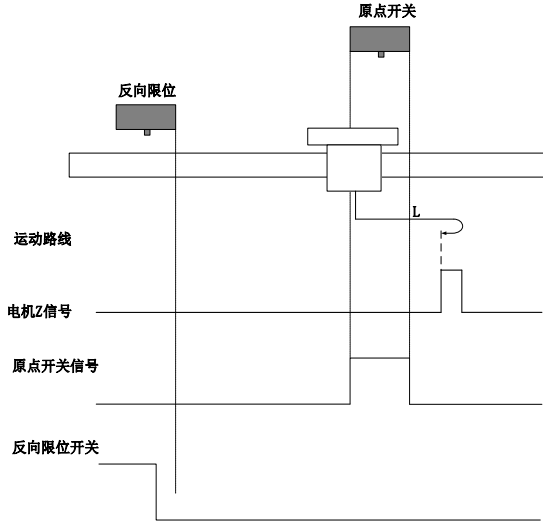 原点开关
反向限位
L
运动路线
电机Z信号
原点开关信号
反向限位开关